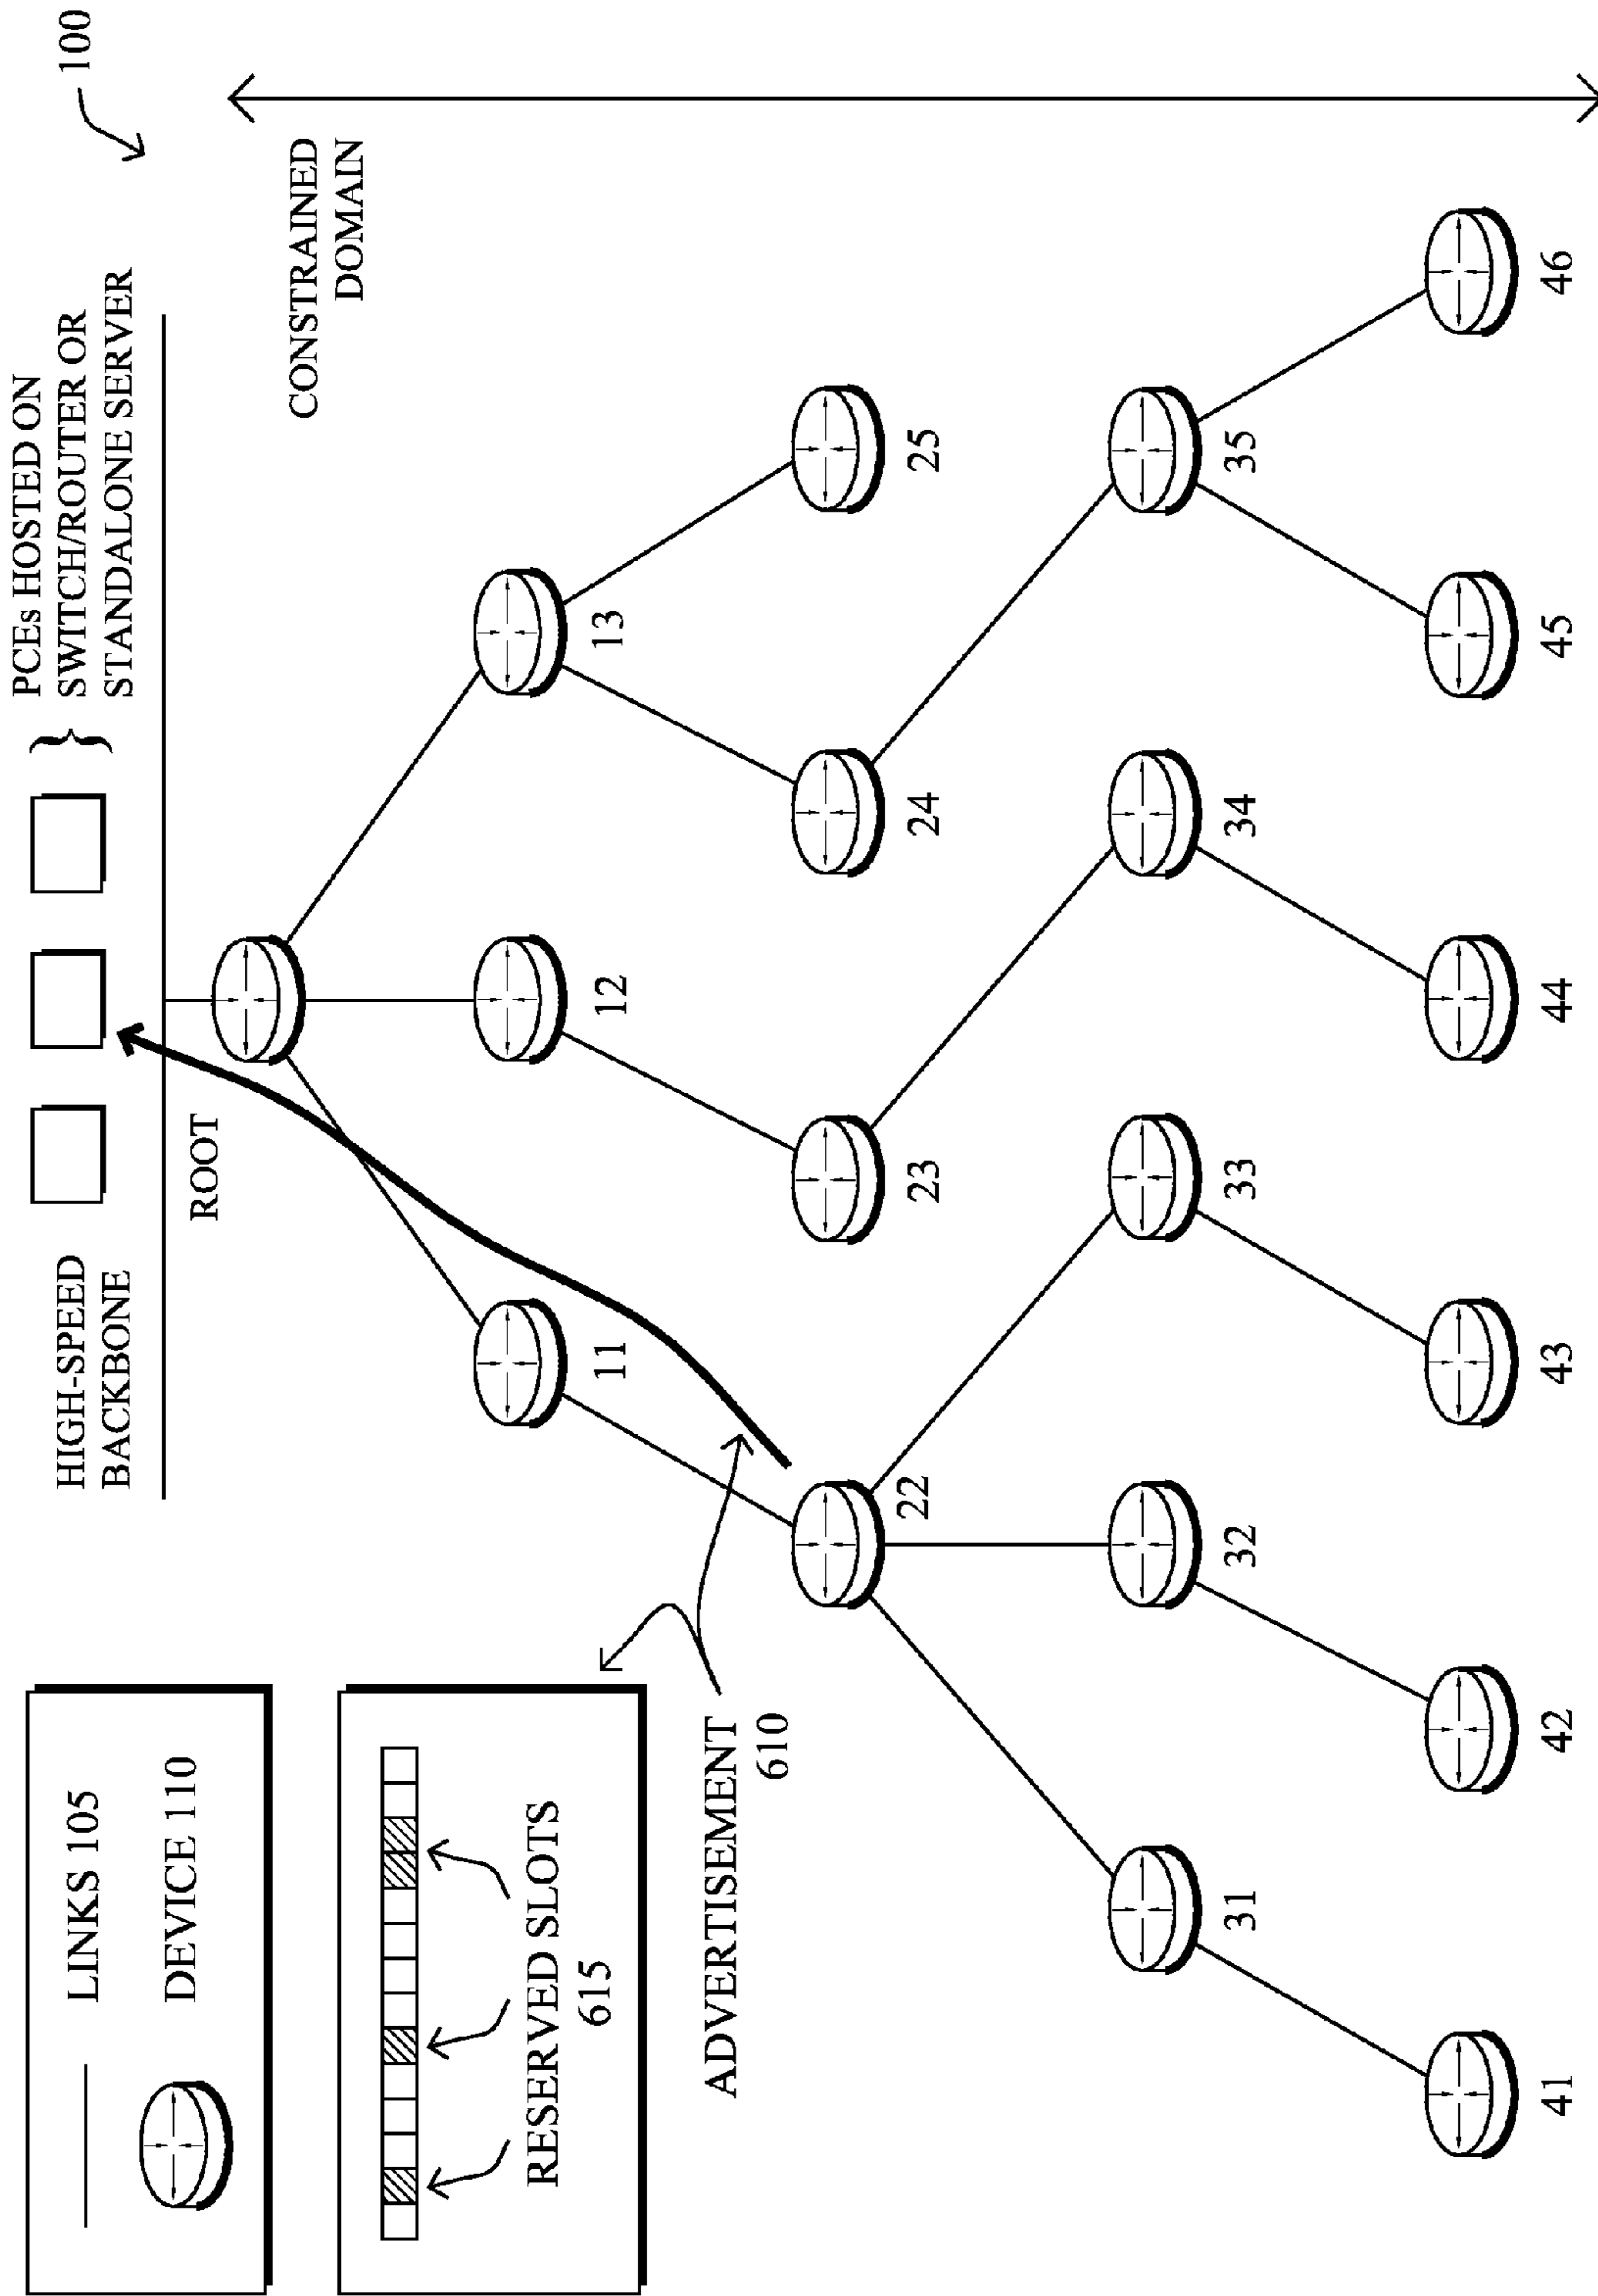 LINKS 105
DEVICE 110
RESERVED SLOTS
615
ADVERTISEMENT
610
HIGH-SPEED
BACKBONE
PCEs HOSTED ON
SWITCH/ROUTER OR
STANDALONE SERVER
100
ROOT
CONSTRAINED
DOMAIN
11
12
13
22
23
24
25
31
32
33
34
35
41
42
43
44
45
46